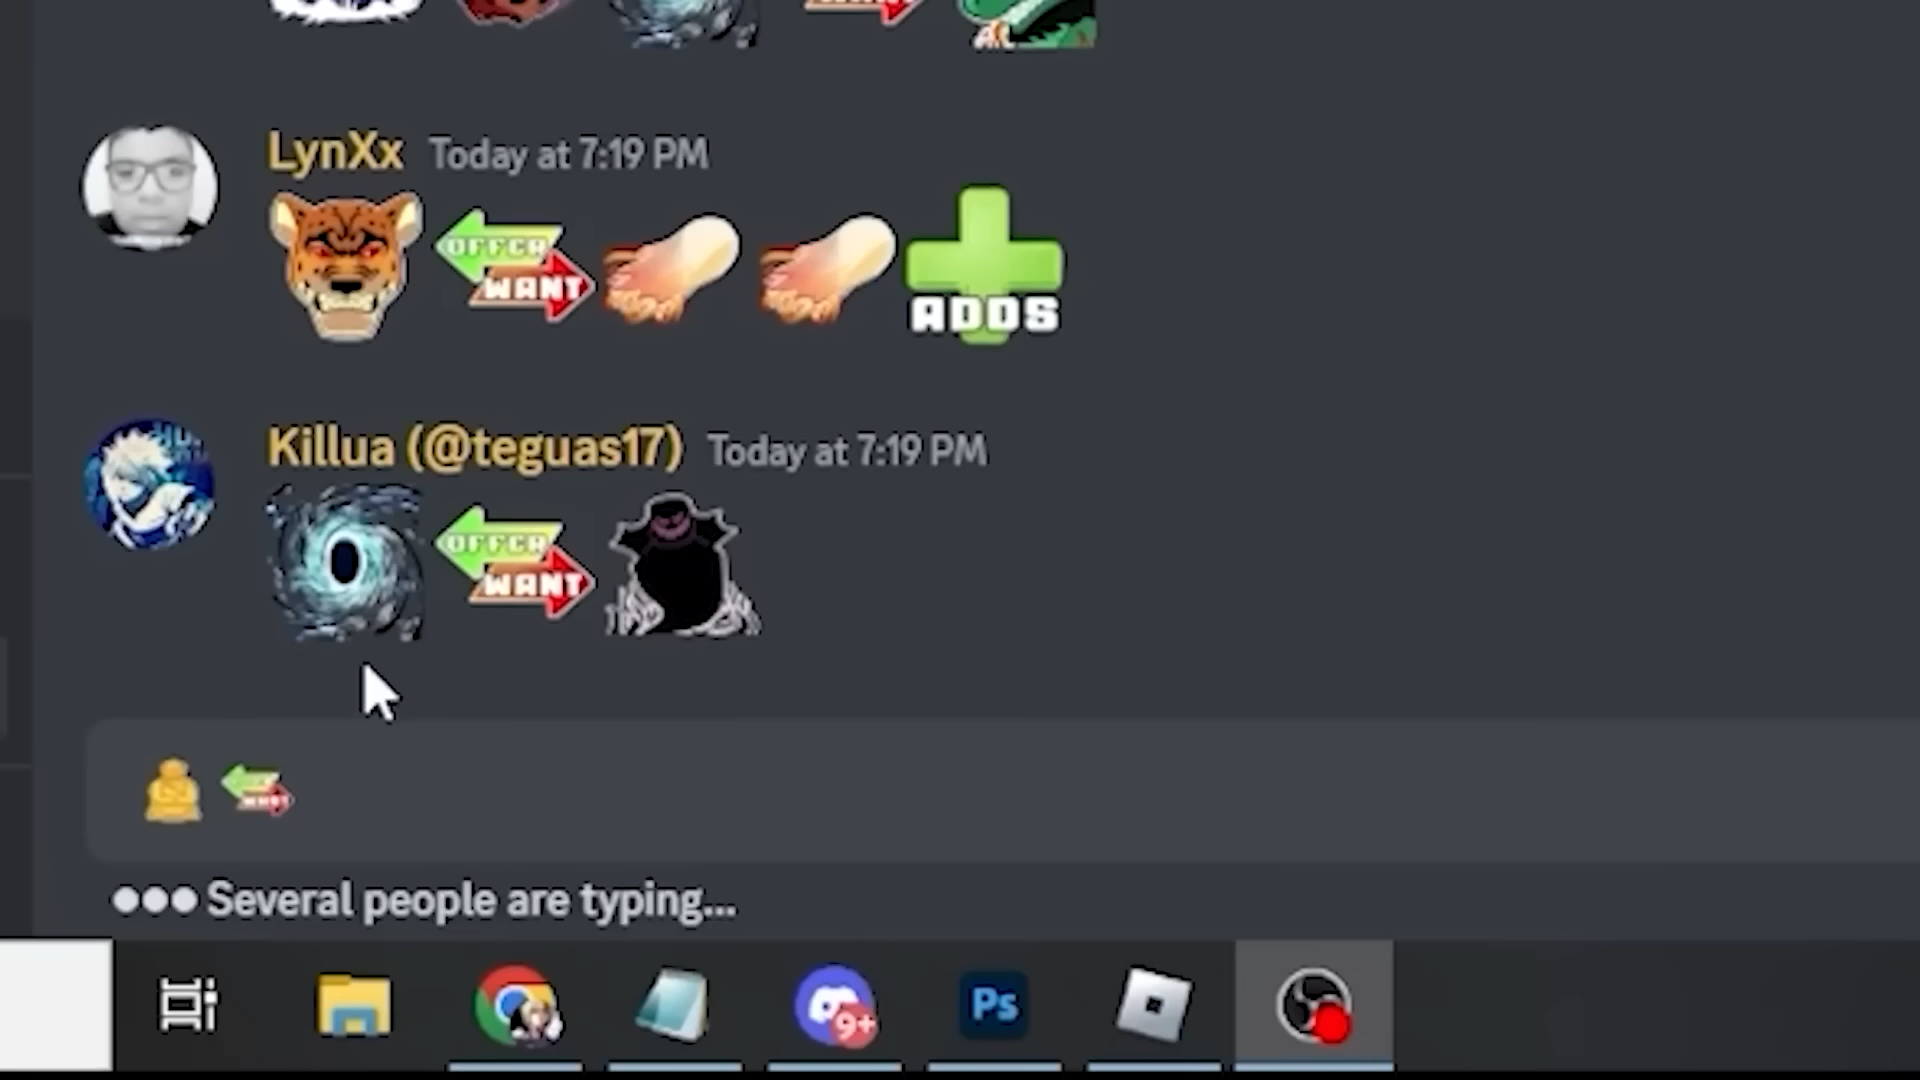 LynXx Today at 7:19 PM
OFFER WANT ADDS
Killua (@teguas17) Today at 7:19 PM
OFFER WANT
Several people are typing...
9+ Ps